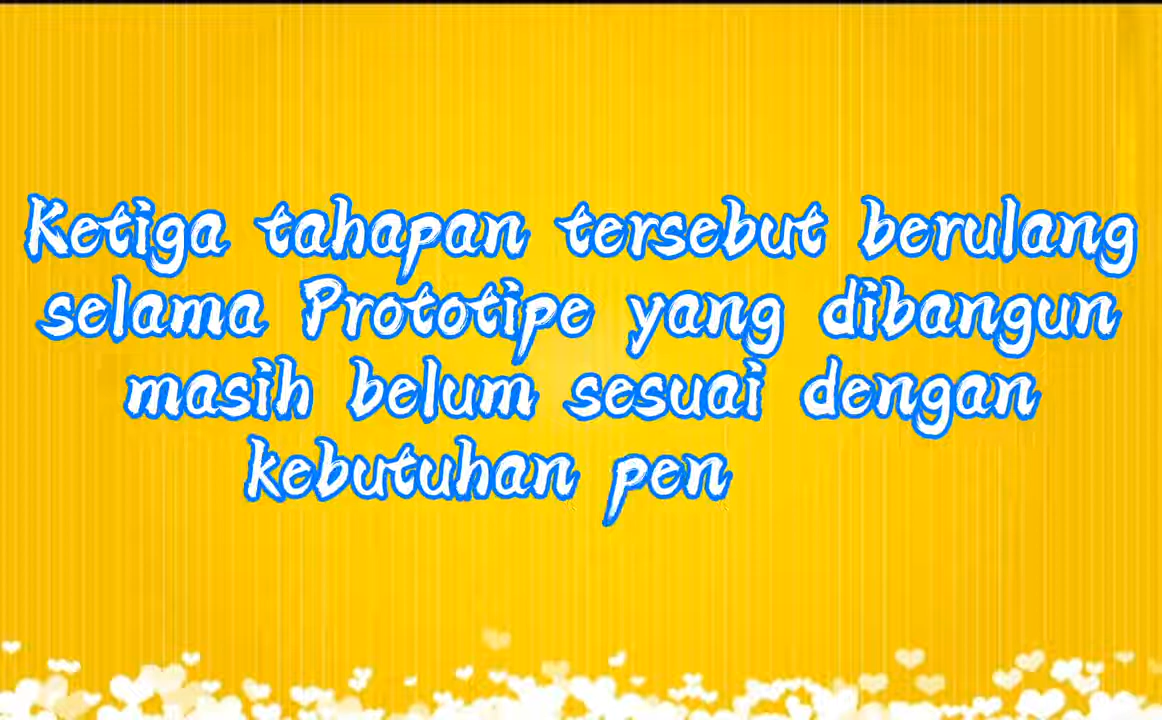 Ketiga tahapan tersebut berulang
selama Prototipe yang dibangun
masih belum sesuai dengan
kebutuhan pen